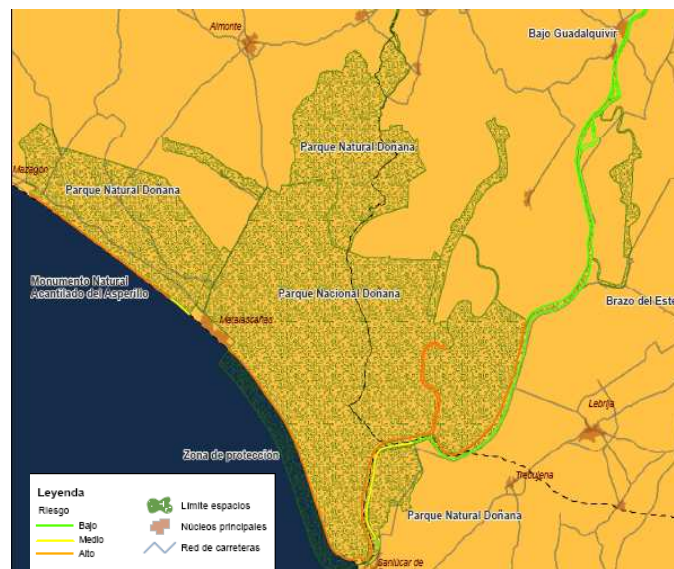 Almonte
Bajo Guadalquivir
Parque Natural Doñana
Mazagón
Parque Natural Doñana
Monumento Natural
Acantilado del Asperillo
Parque Nacional Doñana
Matalascañas
Brazo del Este
Lebrija
Zona de protección
Trebujena
Parque Natural Doñana
Sanlúcar de
Leyenda
Riesgo
Bajo
Medio
Alto
Límite espacios
Núcleos principales
Red de carreteras